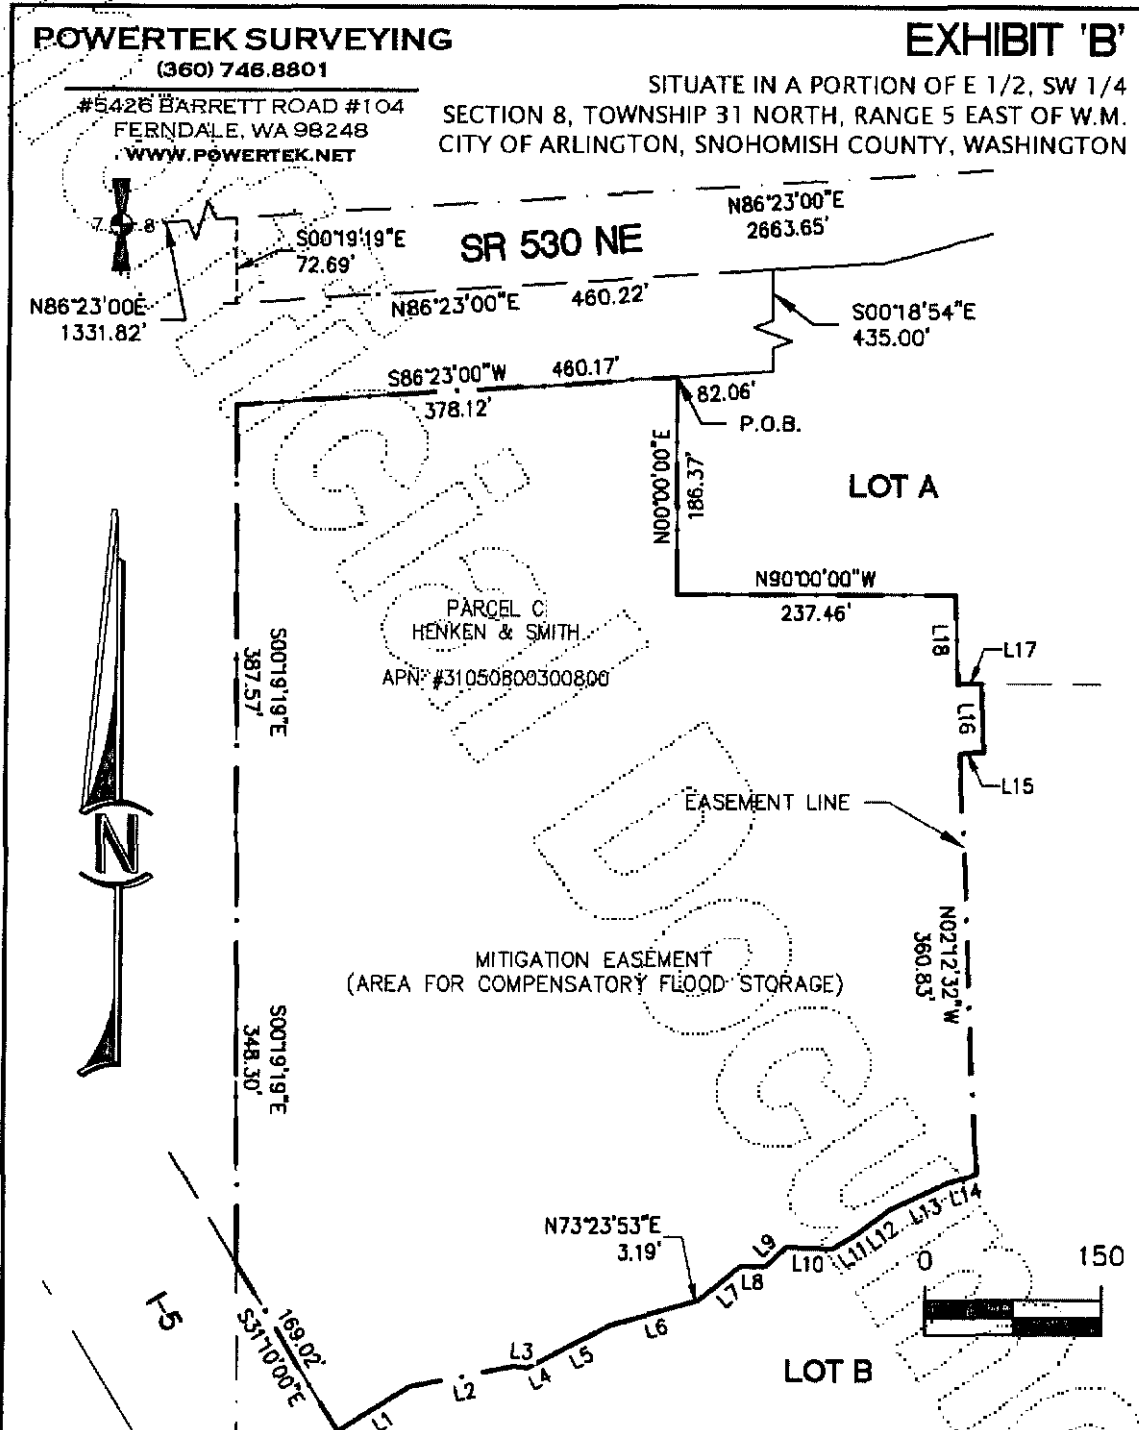 POWERTEK SURVEYING
(360) 746.8801
#5426 BARRETT ROAD #104
FERNDALE, WA 98248
WWW.POWERTEK.NET
EXHIBIT 'B'
SITUATE IN A PORTION OF E 1/2, SW 1/4
SECTION 8, TOWNSHIP 31 NORTH, RANGE 5 EAST OF W.M.
CITY OF ARLINGTON, SNOHOMISH COUNTY, WASHINGTON
7 8
N86°23'00E
1331.82'
S00°19'19"E
72.69'
SR 530 NE
N86°23'00"E
2663.65'
N86°23'00"E 460.22'
S00°18'54"E
435.00'
S86°23'00"W 460.17'
378.12'
82.06'
P.O.B.
N00°00'00"E
186.37'
LOT A
N90°00'00"W
237.46'
L18
L17
L16
L15
PARCEL C
HENKEN & SMITH
APN: #31050800300800
S00°19'19"E
387.57'
EASEMENT LINE
N
N02°12'32"W
360.83'
MITIGATION EASEMENT
(AREA FOR COMPENSATORY FLOOD STORAGE)
S00°19'19"E
348.30'
N73°23'53"E
3.19'
I-5
169.02'
S31°10'00"E
L1
L2
L3
L4
L5
L6
L7
L8
L9
L10
L11
L12
L13
L14
0 150
LOT B
Unofficial Document